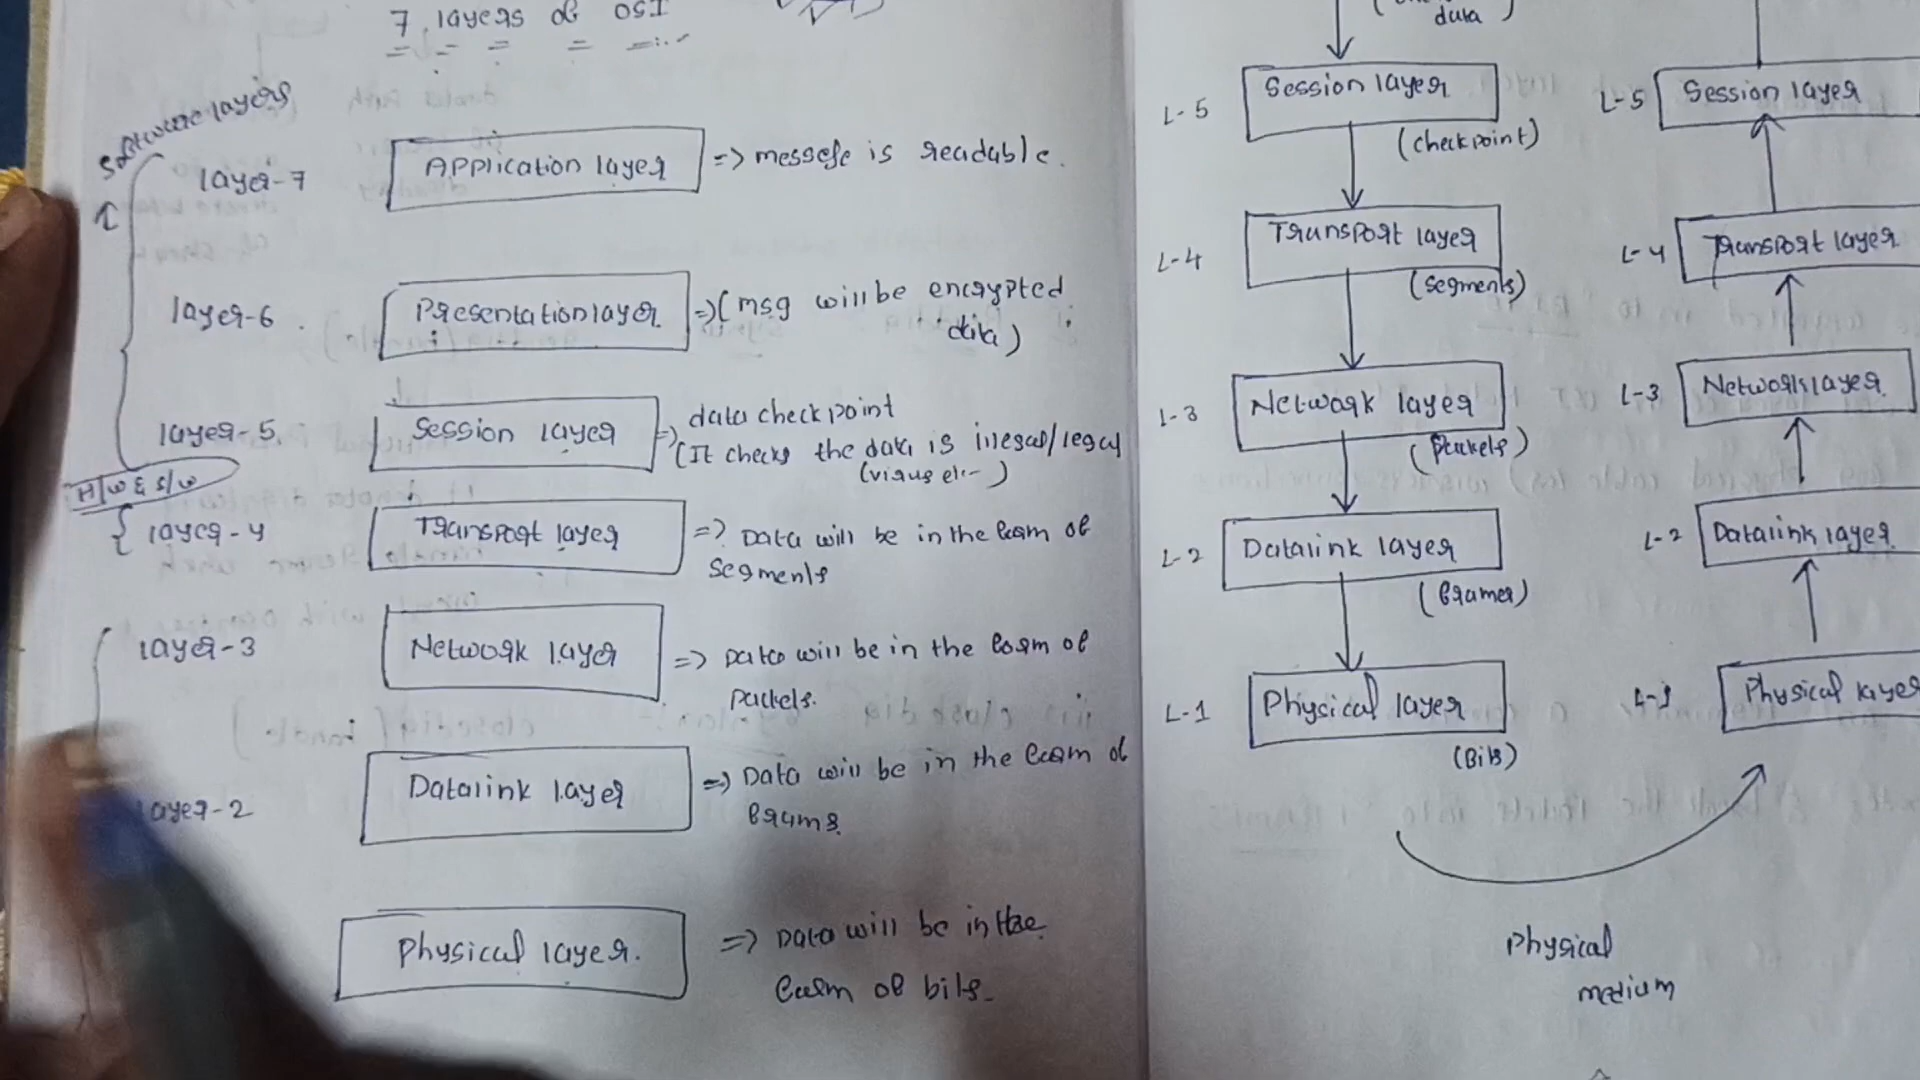 7 layers of OSI
software layers
layer-7
Application layer
=> messefe is readable.
layer-6
Presentation layer
=> (msg will be encrypted
data)
layer-5
Session layer
=> data checkpoint
(It checks the data is illegal/legal
(virus etc-)
H/w & S/w
layer-4
Transport layer
=> Data will be in the form of
segments
layer-3
Network layer
=> Data will be in the form of
packets.
layer-2
Datalink layer
=> Data will be in the form of
frams.
Physical layer.
=> Data will be in the
form of bits.
data)
L-5
Session layer
(checkpoint)
L-4
Transport layer
(segments)
L-3
Network layer
(packets)
L-2
Datalink layer
(frames)
L-1
Physical layer
(Bits)
L-5
Session layer
L-4
Transport layer
L-3
Network layer
L-2
Datalink layer
L-1
Physical layer
Physical
medium